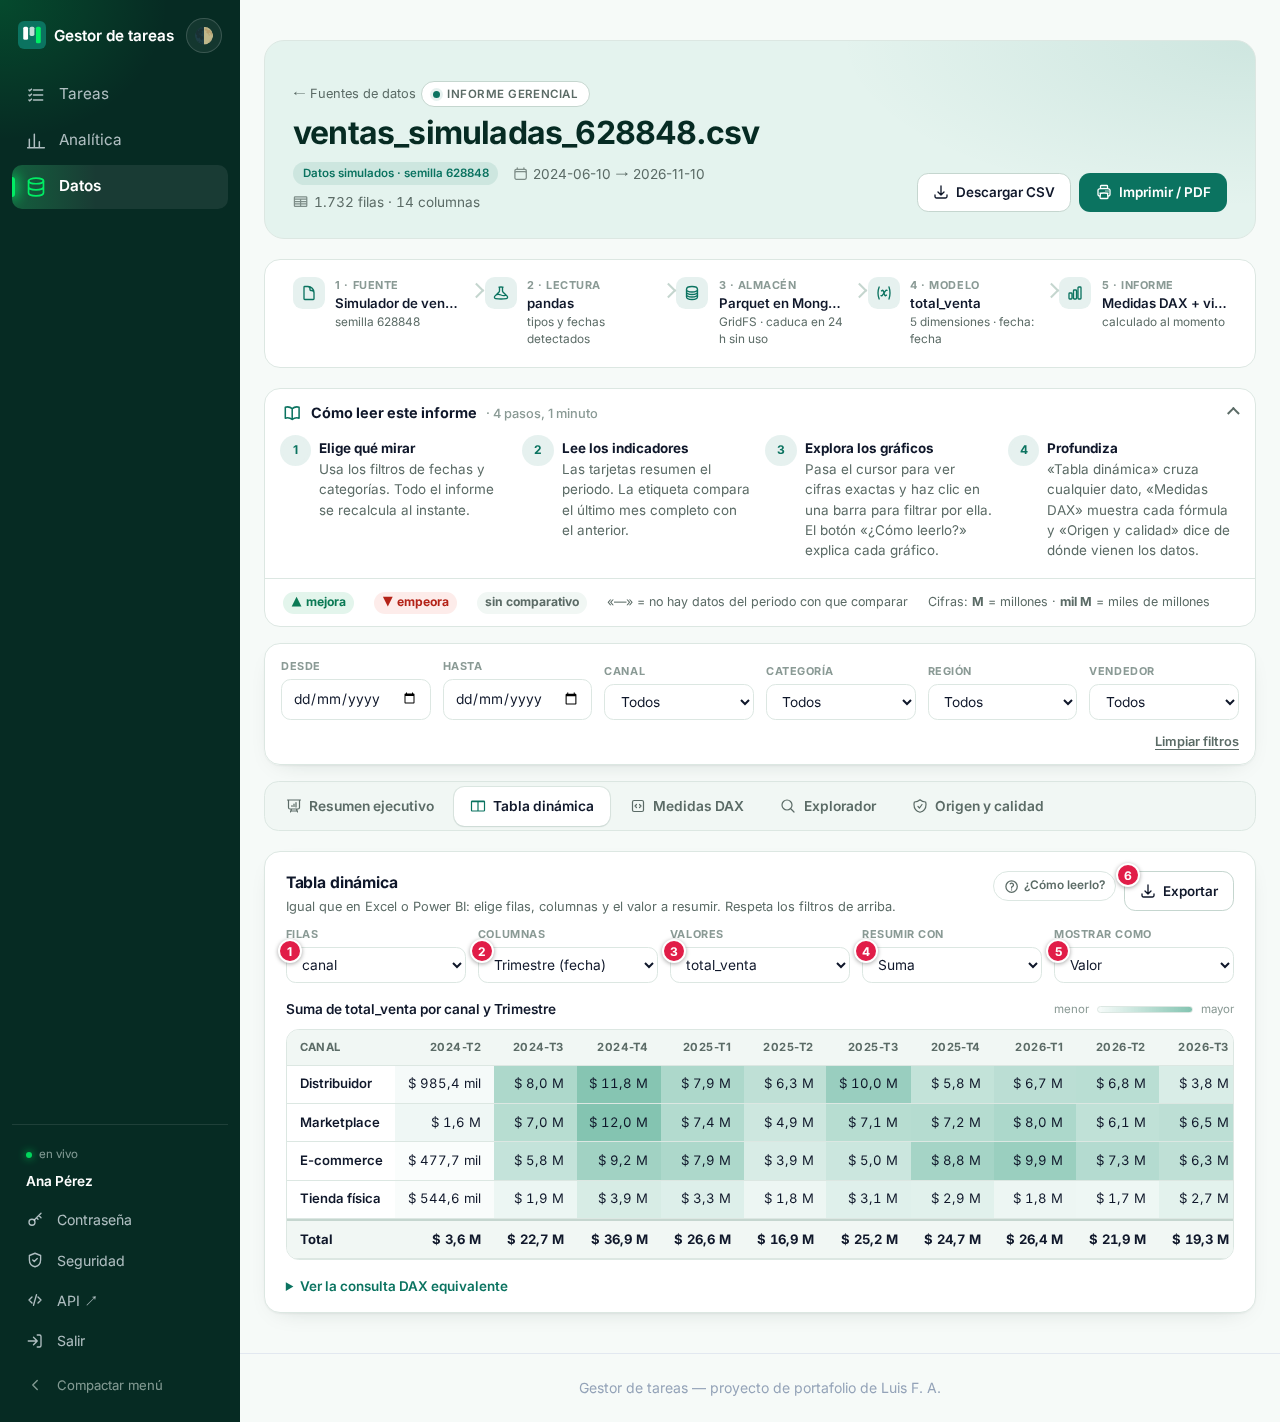 Gestor de tareas
Tareas
Analítica
Datos
en vivo
Ana Pérez
Contraseña
Seguridad
API ↗
Salir
Compactar menú
← Fuentes de datos
INFORME GERENCIAL
ventas_simuladas_628848.csv
Datos simulados · semilla 628848
2024-06-10 → 2026-11-10
1.732 filas · 14 columnas
Descargar CSV
Imprimir / PDF
1 · FUENTE
Simulador de ven…
semilla 628848
2 · LECTURA
pandas
tipos y fechas
detectados
3 · ALMACÉN
Parquet en Mong…
GridFS · caduca en 24
h sin uso
4 · MODELO
total_venta
5 dimensiones · fecha:
fecha
5 · INFORME
Medidas DAX + vi…
calculado al momento
Cómo leer este informe · 4 pasos, 1 minuto
1
Elige qué mirar
Usa los filtros de fechas y
categorías. Todo el informe
se recalcula al instante.
2
Lee los indicadores
Las tarjetas resumen el
periodo. La etiqueta compara
el último mes completo con
el anterior.
3
Explora los gráficos
Pasa el cursor para ver
cifras exactas y haz clic en
una barra para filtrar por ella.
El botón «¿Cómo leerlo?»
explica cada gráfico.
4
Profundiza
«Tabla dinámica» cruza
cualquier dato, «Medidas
DAX» muestra cada fórmula
y «Origen y calidad» dice de
dónde vienen los datos.
▲ mejora ▼ empeora sin comparativo «—» = no hay datos del periodo con que comparar Cifras: M = millones · mil M = miles de millones
DESDE HASTA CANAL CATEGORÍA REGIÓN VENDEDOR
dd/mm/yyyy dd/mm/yyyy Todos Todos Todos Todos
Limpiar filtros
Resumen ejecutivo Tabla dinámica Medidas DAX Explorador Origen y calidad
Tabla dinámica
Igual que en Excel o Power BI: elige filas, columnas y el valor a resumir. Respeta los filtros de arriba.
¿Cómo leerlo?
6
Exportar
FILAS COLUMNAS VALORES RESUMIR CON MOSTRAR COMO
1 canal 2 Trimestre (fecha) 3 total_venta 4 Suma 5 Valor
Suma de total_venta por canal y Trimestre
menor mayor
CANAL 2024-T2 2024-T3 2024-T4 2025-T1 2025-T2 2025-T3 2025-T4 2026-T1 2026-T2 2026-T3
Distribuidor $ 985,4 mil $ 8,0 M $ 11,8 M $ 7,9 M $ 6,3 M $ 10,0 M $ 5,8 M $ 6,7 M $ 6,8 M $ 3,8 M
Marketplace $ 1,6 M $ 7,0 M $ 12,0 M $ 7,4 M $ 4,9 M $ 7,1 M $ 7,2 M $ 8,0 M $ 6,1 M $ 6,5 M
E-commerce $ 477,7 mil $ 5,8 M $ 9,2 M $ 7,9 M $ 3,9 M $ 5,0 M $ 8,8 M $ 9,9 M $ 7,3 M $ 6,3 M
Tienda física $ 544,6 mil $ 1,9 M $ 3,9 M $ 3,3 M $ 1,8 M $ 3,1 M $ 2,9 M $ 1,8 M $ 1,7 M $ 2,7 M
Total $ 3,6 M $ 22,7 M $ 36,9 M $ 26,6 M $ 16,9 M $ 25,2 M $ 24,7 M $ 26,4 M $ 21,9 M $ 19,3 M
▶ Ver la consulta DAX equivalente
Gestor de tareas — proyecto de portafolio de Luis F. A.